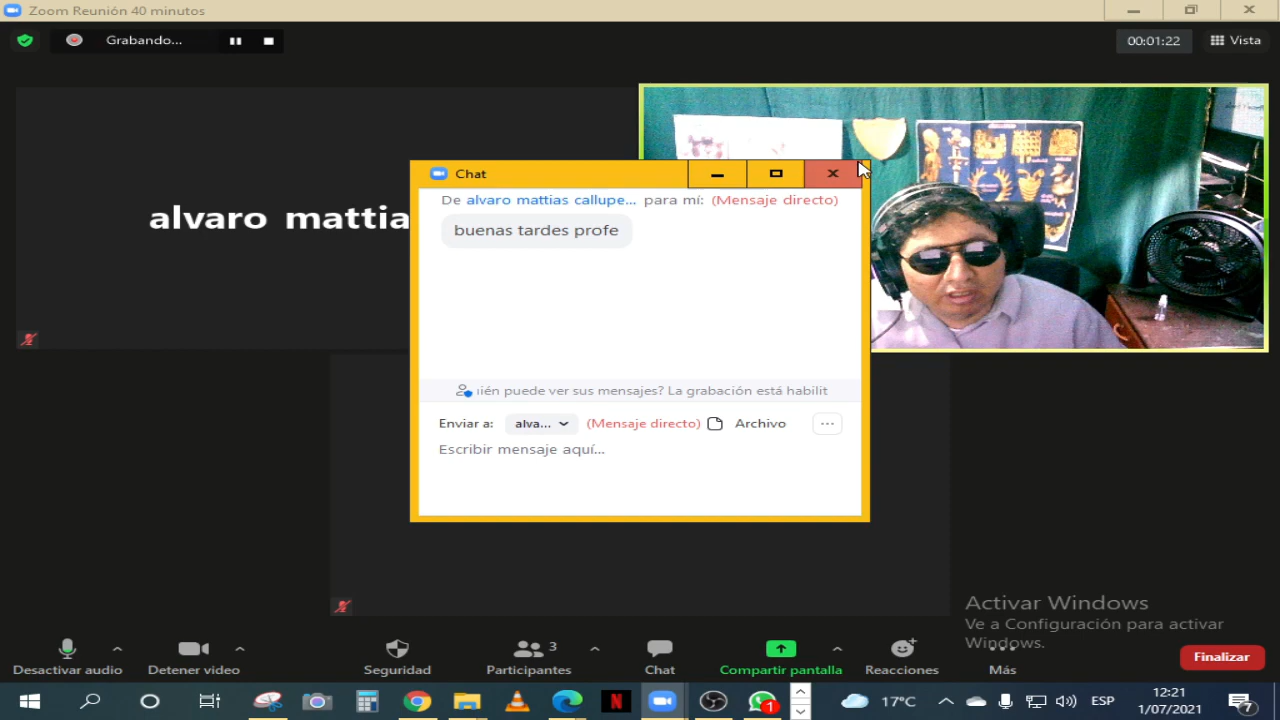 Zoom Reunión 40 minutos
Grabando...
00:01:22
Vista
alvaro mattia
Chat
De alvaro mattias callupe... para mí: (Mensaje directo)
buenas tardes profe
iién puede ver sus mensajes? La grabación está habilit
Enviar a: alva... (Mensaje directo) Archivo ...
Escribir mensaje aquí...
Activar Windows
Ve a Configuración para activar
Windows.
Desactivar audio
Detener video
Seguridad
Participantes 3
Chat
Compartir pantalla
Reacciones
Más
Finalizar
1
17°C
ESP
12:21
1/07/2021
7